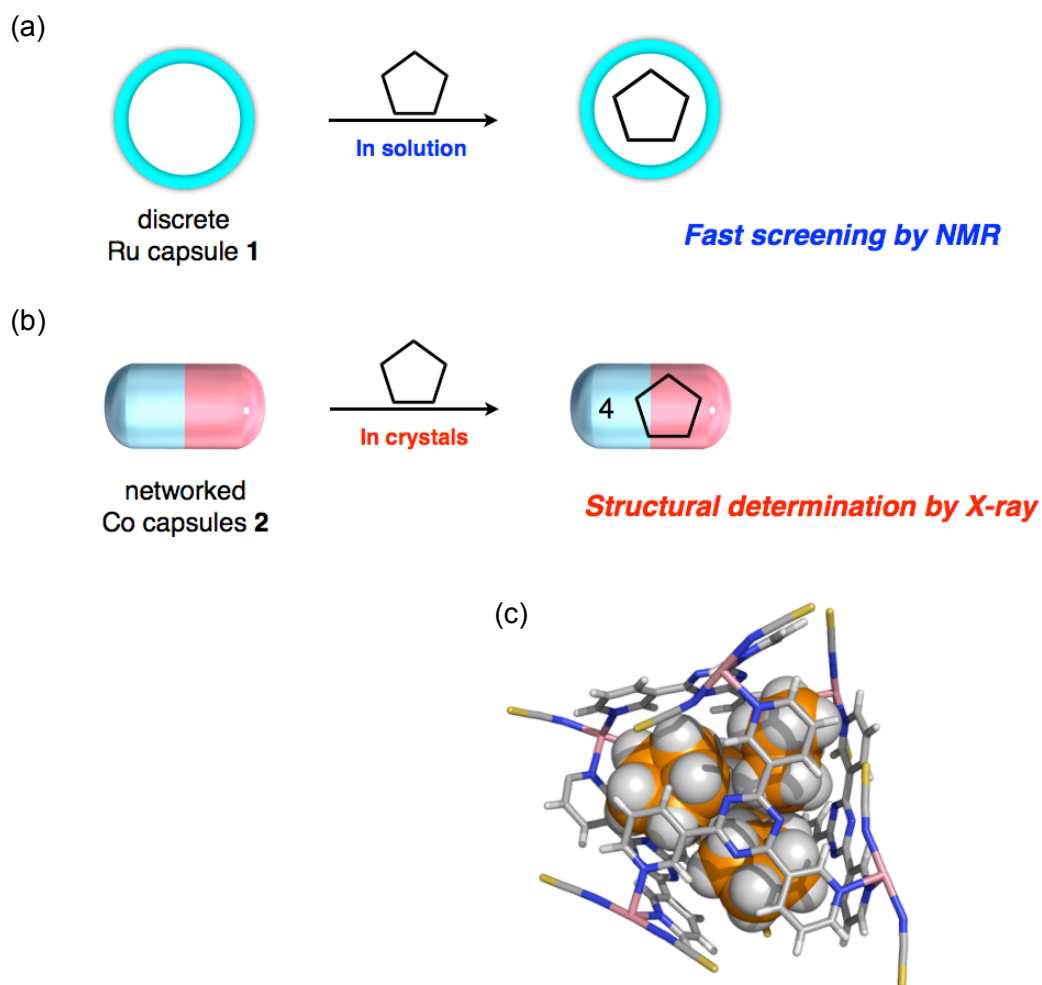 (a)
In solution
discrete
Ru capsule 1
Fast screening by NMR
(b)
4
In crystals
networked
Co capsules 2
Structural determination by X-ray
(c)